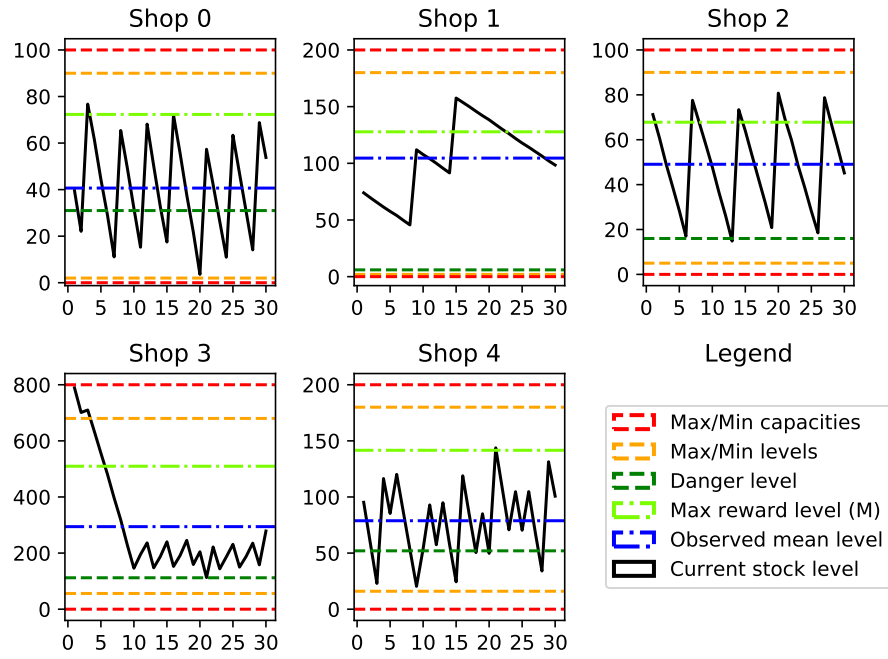 Shop 0
Shop 1
Shop 2
100
80
60
40
20
0
0 5 10 15 20 25 30
200
150
100
50
0
0 5 10 15 20 25 30
100
80
60
40
20
0
0 5 10 15 20 25 30
Shop 3
Shop 4
Legend
800
600
400
200
0
0 5 10 15 20 25 30
200
150
100
50
0
0 5 10 15 20 25 30
Max/Min capacities
Max/Min levels
Danger level
Max reward level (M)
Observed mean level
Current stock level